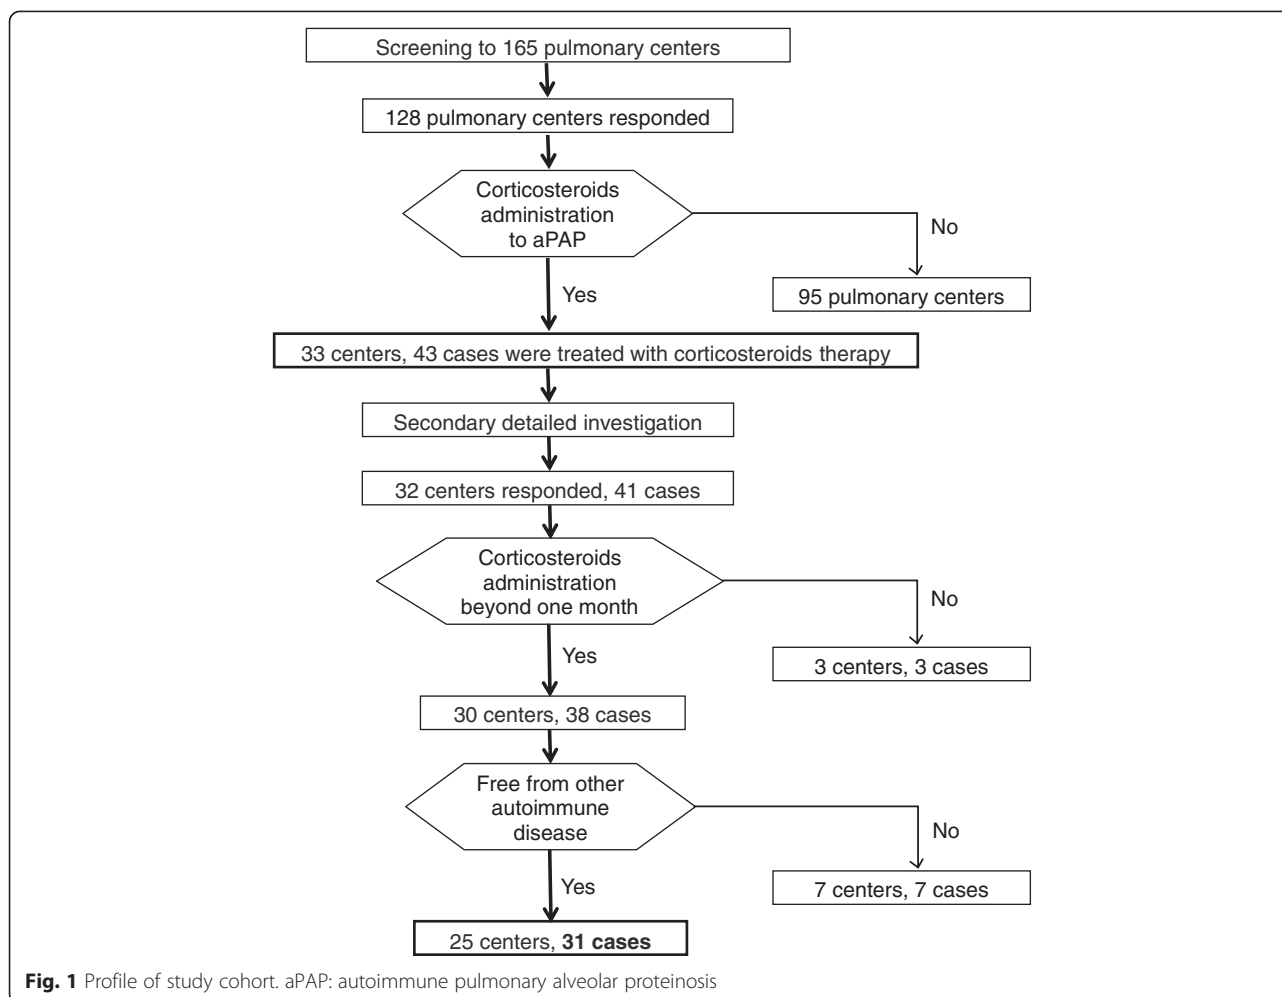 Screening to 165 pulmonary centers
128 pulmonary centers responded
Corticosteroids
administration
to aPAP
No
95 pulmonary centers
Yes
33 centers, 43 cases were treated with corticosteroids therapy
Secondary detailed investigation
32 centers responded, 41 cases
Corticosteroids
administration
beyond one month
No
3 centers, 3 cases
Yes
30 centers, 38 cases
Free from other
autoimmune
disease
No
7 centers, 7 cases
Yes
25 centers, 31 cases
Fig. 1 Profile of study cohort. aPAP: autoimmune pulmonary alveolar proteinosis